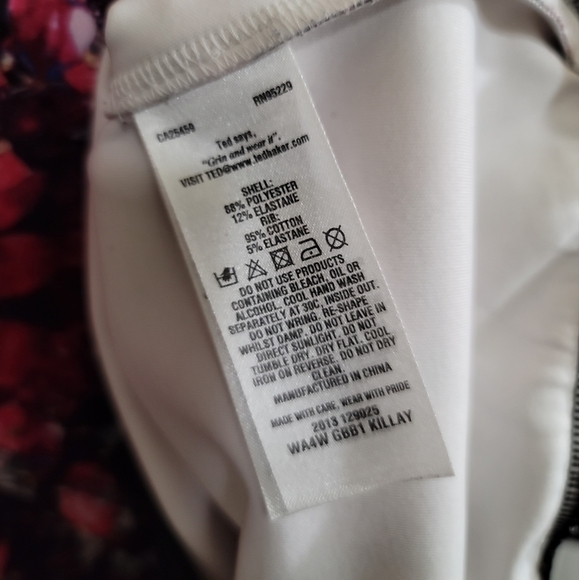 CA25459 RN95229
Ted says,
"Grin and wear it".
VISIT TED@www.tedbaker.com
SHELL:
88% POLYESTER
12% ELASTANE
RIB:
95% COTTON
5% ELASTANE
DO NOT USE PRODUCTS
CONTAINING BLEACH, OIL OR
ALCOHOL. COOL HAND WASH
SEPARATELY AT 30C. INSIDE OUT.
DO NOT WRING. RE-SHAPE
WHILST DAMP. DO NOT LEAVE IN
DIRECT SUNLIGHT. DO NOT
TUMBLE DRY. DRY FLAT. COOL
IRON ON REVERSE. DO NOT DRY
CLEAN.
MANUFACTURED IN CHINA
MADE WITH CARE. WEAR WITH PRIDE
2013 129025
WA4W GBB1 KILLAY